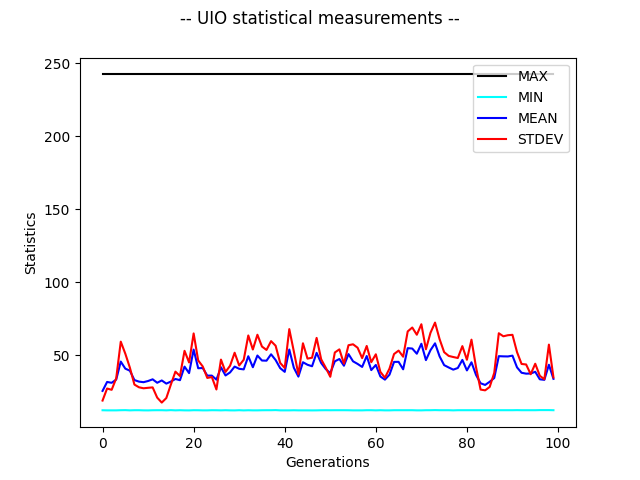 -- UIO statistical measurements --
250
200
150
100
50
Statistics
MAX
MIN
MEAN
STDEV
0 20 40 60 80 100
Generations